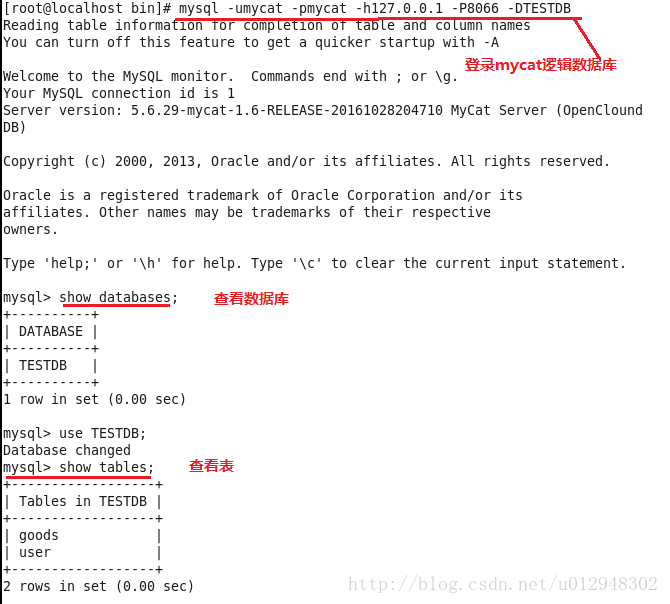 [root@localhost bin]# mysql -umycat -pmycat -h127.0.0.1 -P8066 -DTESTDB
Reading table information for completion of table and column names
You can turn off this feature to get a quicker startup with -A
登录mycat逻辑数据库
Welcome to the MySQL monitor.  Commands end with ; or \g.
Your MySQL connection id is 1
Server version: 5.6.29-mycat-1.6-RELEASE-20161028204710 MyCat Server (OpenClound
DB)
Copyright (c) 2000, 2013, Oracle and/or its affiliates. All rights reserved.
Oracle is a registered trademark of Oracle Corporation and/or its
affiliates. Other names may be trademarks of their respective
owners.
Type 'help;' or '\h' for help. Type '\c' to clear the current input statement.
mysql> show databases; 查看数据库
+----------+
| DATABASE |
+----------+
| TESTDB   |
+----------+
1 row in set (0.00 sec)
mysql> use TESTDB;
Database changed
mysql> show tables; 查看表
+------------------+
| Tables in TESTDB |
+------------------+
| goods            |
| user             |
+------------------+
2 rows in set (0.00 sec)
http://blog.csdn.net/u012948302